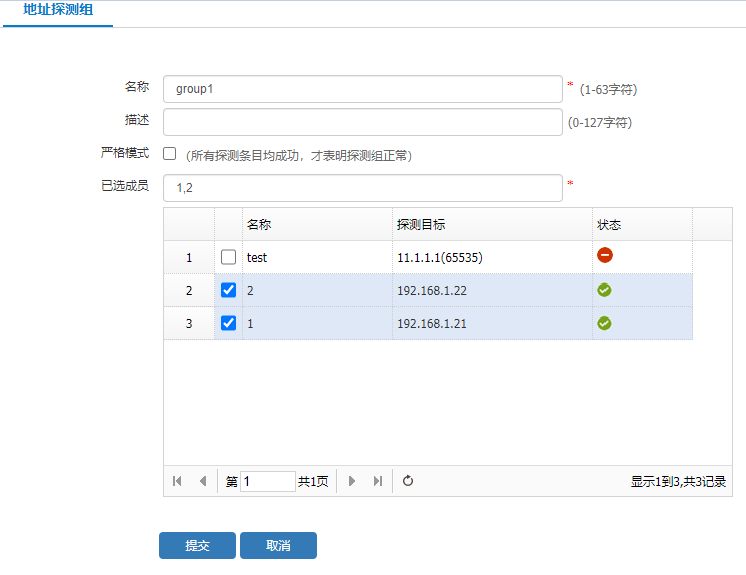 地址探测组
名称 group1 * (1-63字符)
描述 (0-127字符)
严格模式 (所有探测条目均成功，才表明探测组正常)
已选成员 1,2 *
名称 探测目标 状态
1 test 11.1.1.1(65535)
2 2 192.168.1.22
3 1 192.168.1.21
第 1 共1页 显示1到3,共3记录
提交 取消